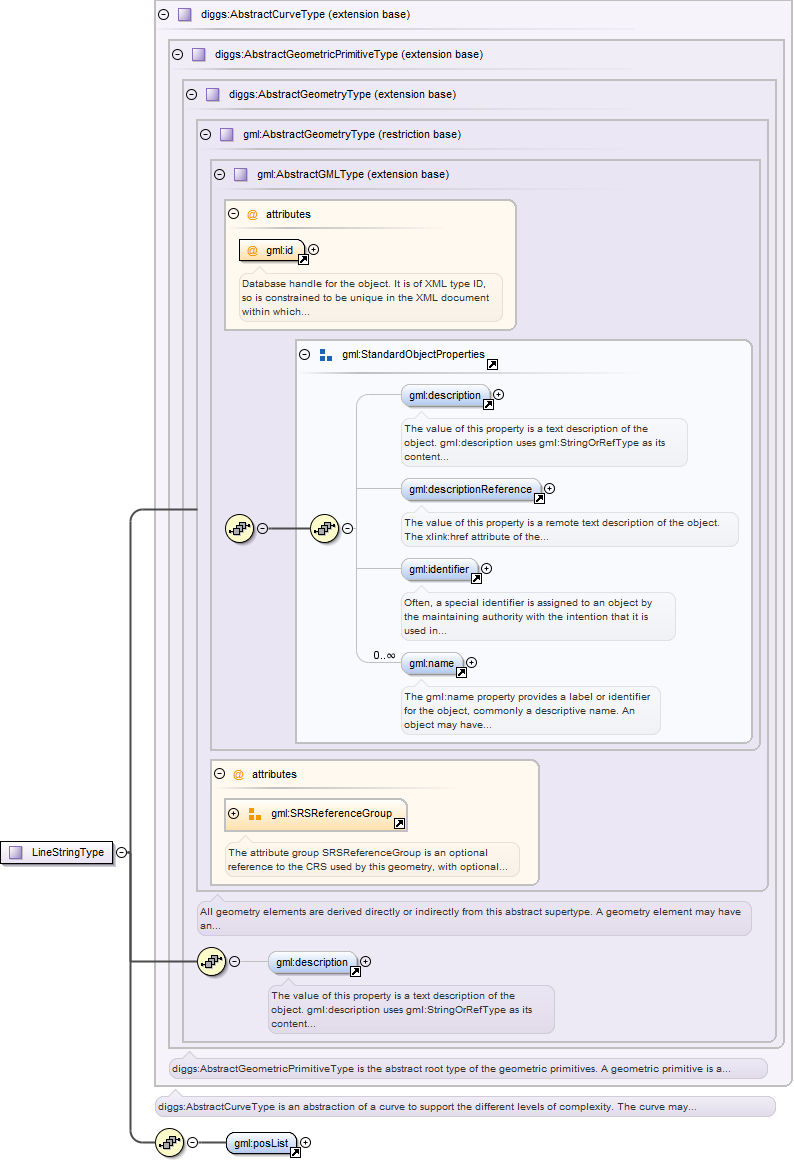 diggs:AbstractCurveType (extension base)
diggs:AbstractGeometricPrimitiveType (extension base)
diggs:AbstractGeometryType (extension base)
gml:AbstractGeometryType (restriction base)
gml:AbstractGMLType (extension base)
@ attributes
@ gml:id
Database handle for the object. It is of XML type ID,
so is constrained to be unique in the XML document
within which...
gml:StandardObjectProperties
gml:description
The value of this property is a text description of the
object. gml:description uses gml:StringOrRefType as its
content...
gml:descriptionReference
The value of this property is a remote text description of the object.
The xlink:href attribute of the...
gml:identifier
Often, a special identifier is assigned to an object by
the maintaining authority with the intention that it is
used in...
0..∞
gml:name
The gml:name property provides a label or identifier
for the object, commonly a descriptive name. An
object may have...
@ attributes
gml:SRSReferenceGroup
The attribute group SRSReferenceGroup is an optional
reference to the CRS used by this geometry, with optional...
LineStringType
All geometry elements are derived directly or indirectly from this abstract supertype. A geometry element may have
an...
gml:description
The value of this property is a text description of the
object. gml:description uses gml:StringOrRefType as its
content...
diggs:AbstractGeometricPrimitiveType is the abstract root type of the geometric primitives. A geometric primitive is a...
diggs:AbstractCurveType is an abstraction of a curve to support the different levels of complexity. The curve may...
gml:posList